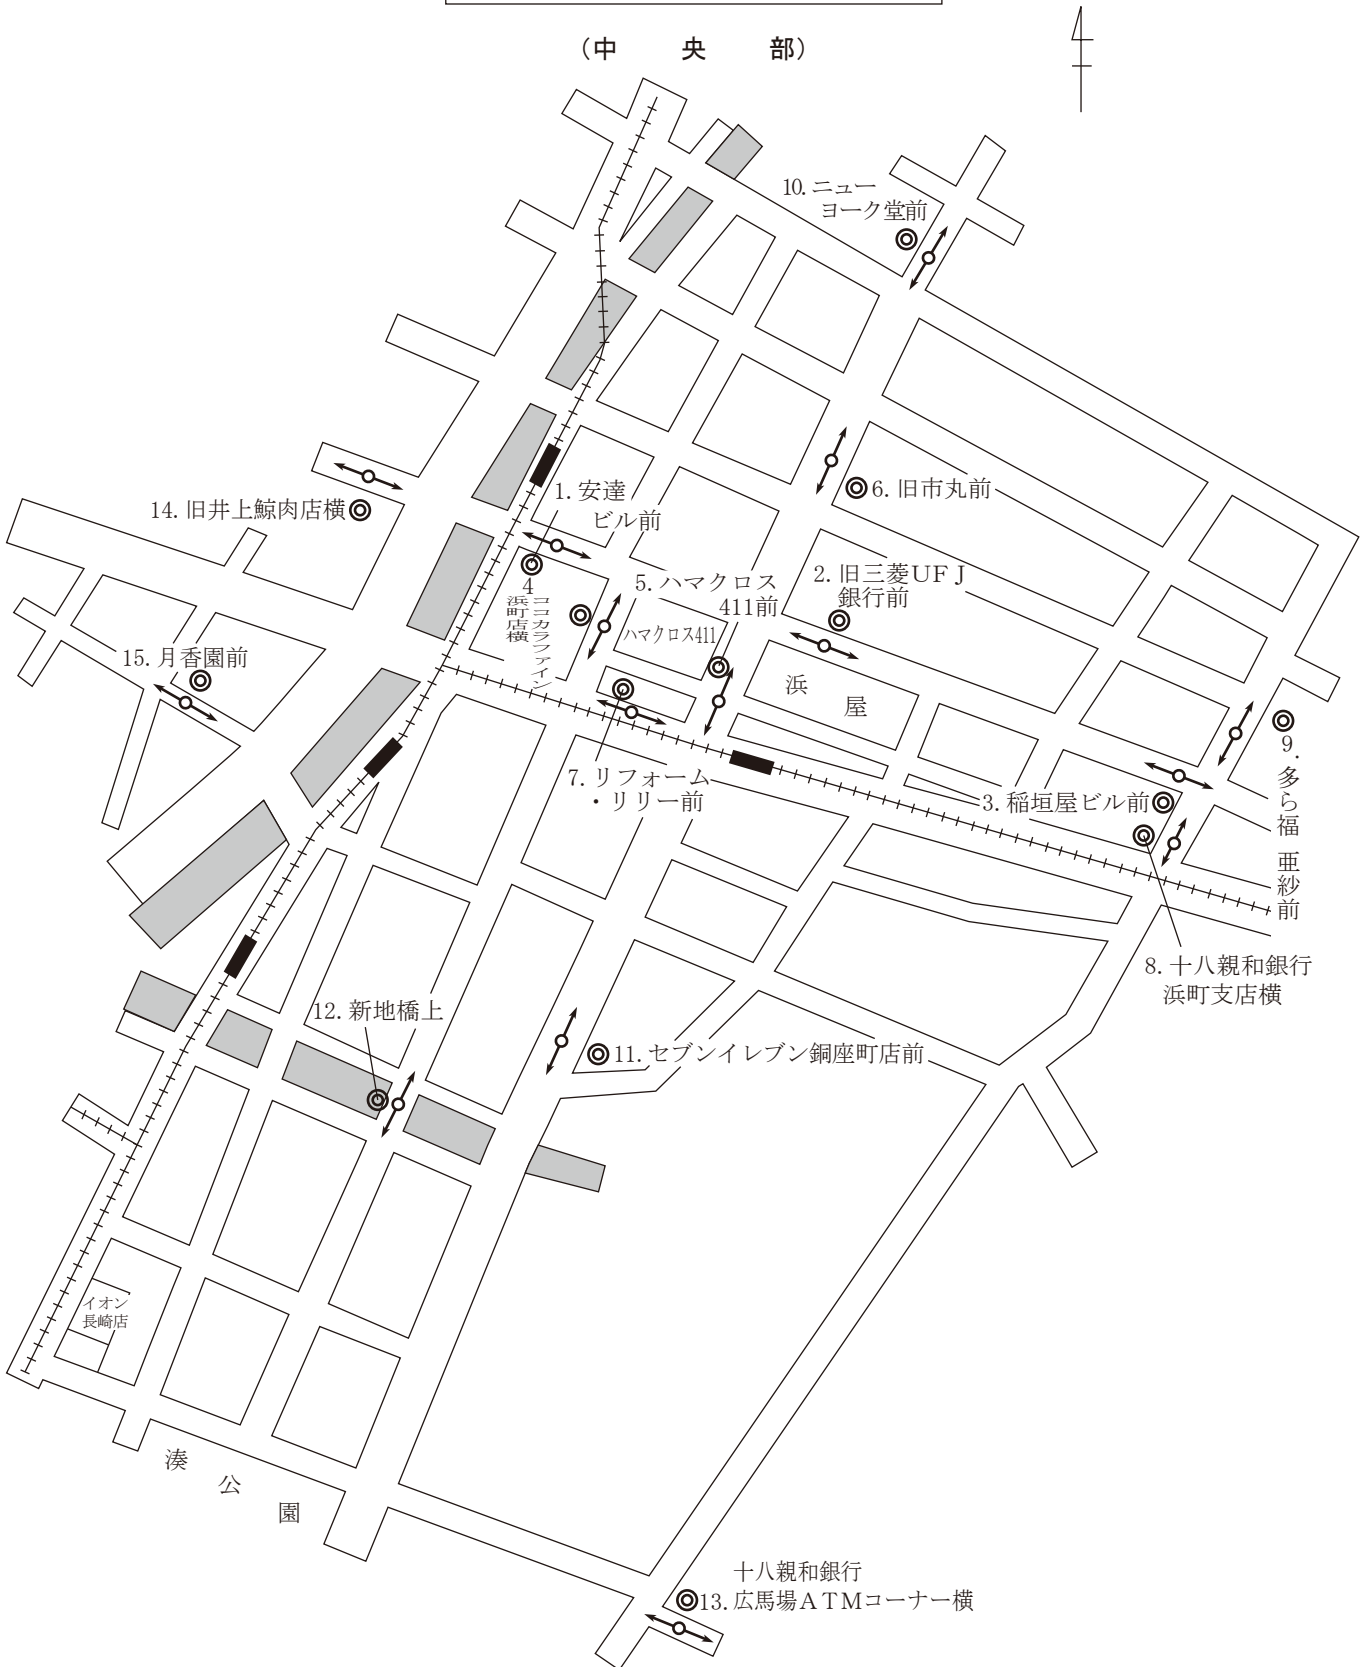 (中央部)
10.ニュー
ヨーク堂前
14.旧井上鯨肉店横
1.安達
ビル前
6.旧市丸前
2.旧三菱UFJ
銀行前
5.ハマクロス
411前
4
ココカラファイン
浜町店横
ハマクロス411
15.月香園前
浜屋
7.リフォーム
・リリー前
3.稲垣屋ビル前
9.多ら福 亜紗前
8.十八親和銀行
浜町支店横
12.新地橋上
11.セブンイレブン銅座町店前
イオン
長崎店
湊公園
十八親和銀行
13.広馬場ATMコーナー横